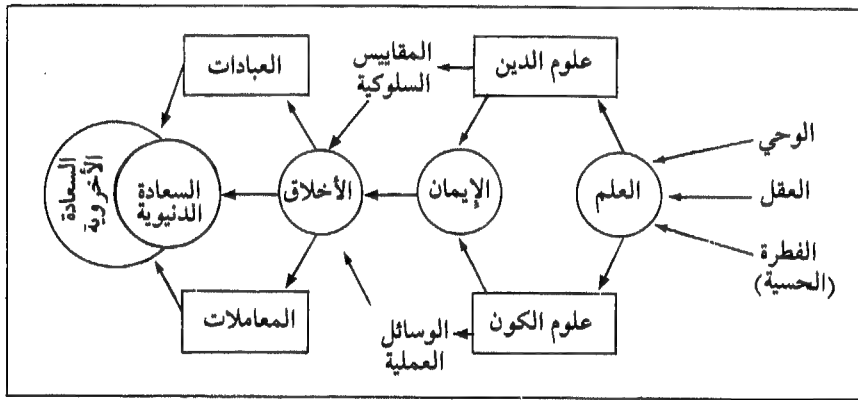 الوحي
العقل
الفطرة
(الحسية)
العلم
علوم الدين
علوم الكون
المقاييس
السلوكية
الإيمان
الوسائل
العملية
الأخلاق
العبادات
المعاملات
السعادة
الدنيوية
السعادة
الأخروية